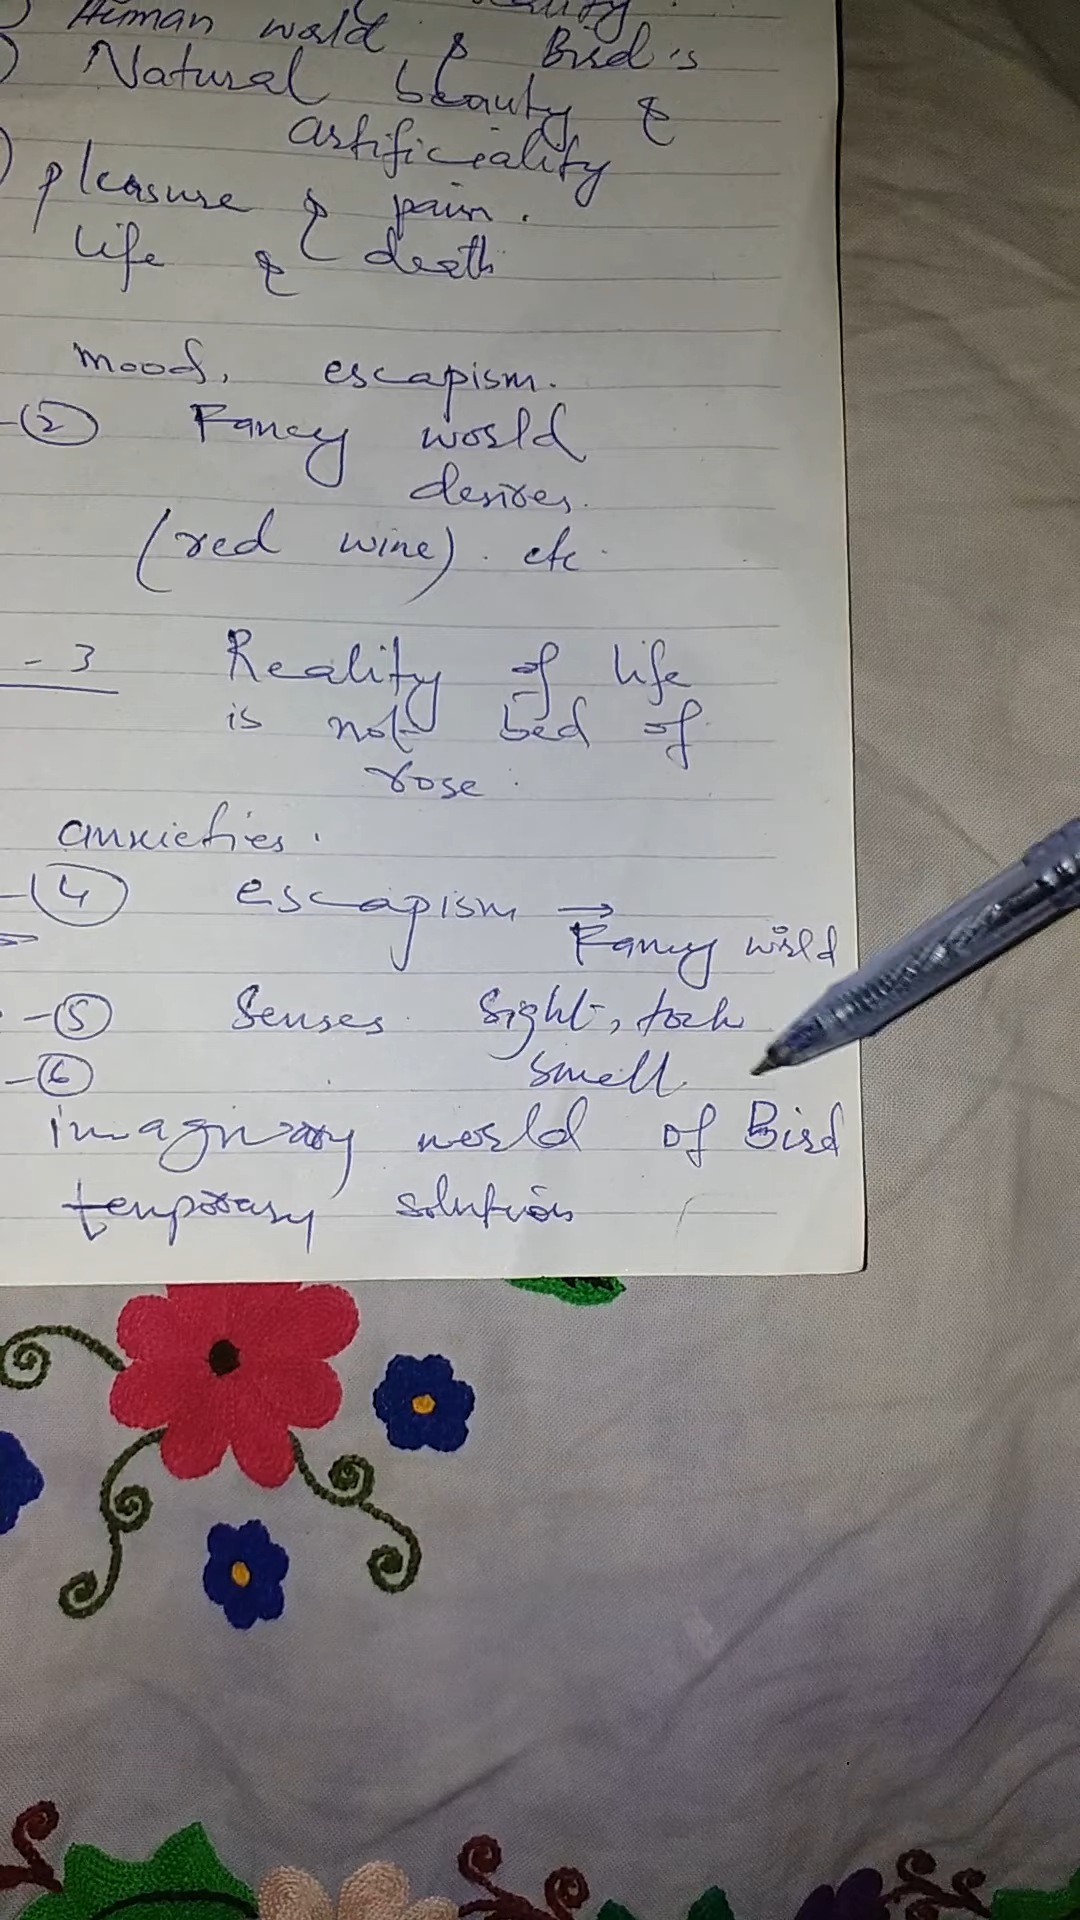 Human world & Bird's
Natural beauty &
artificiality
pleasure & pain.
life & death
mood, escapism.
-② Fancy world
desires.
(red wine). etc.
- 3 Reality of life
is not bed of
rose.
anxieties.
-④ escapism →
Fancy world
-⑤ Senses Sight,
-⑥ Smell
imaginary world of Bird
temporary solution